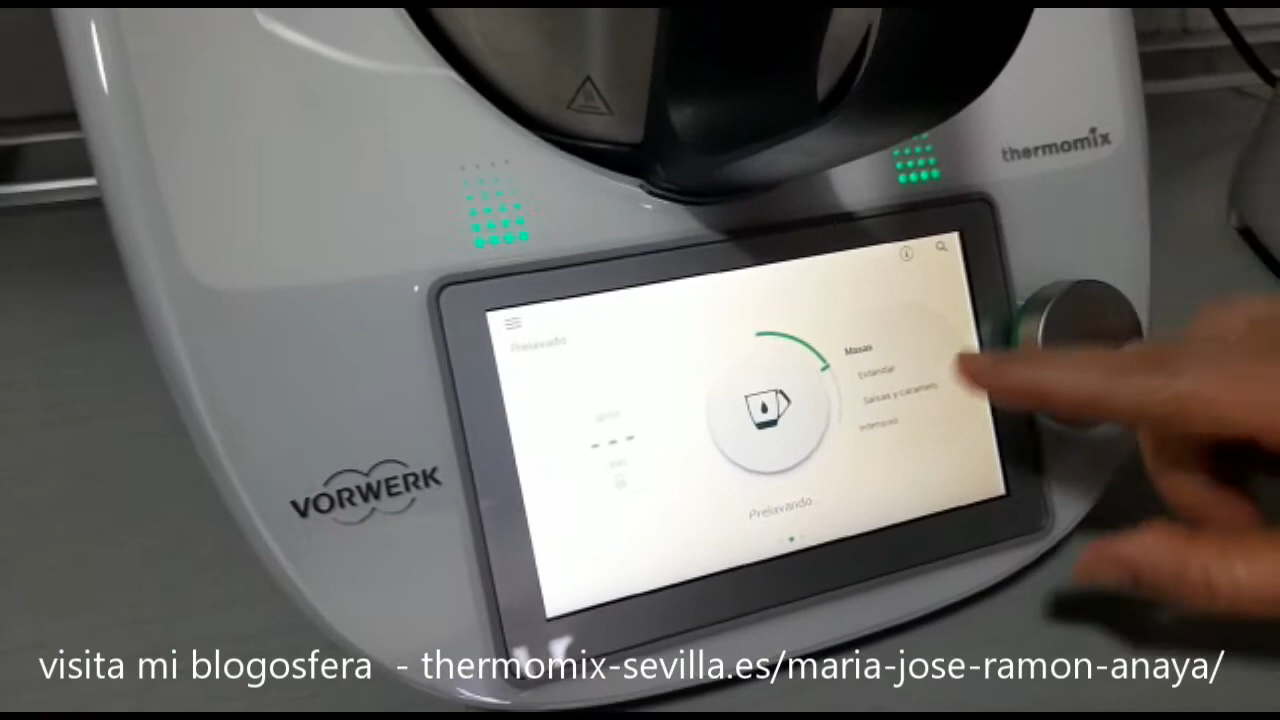 thermomix
Prelavado
Masas
Estándar
Salsas y caramelo
Intensivo
Prelavando...
VORWERK
visita mi blogosfera - thermomix-sevilla.es/maria-jose-ramon-anaya/